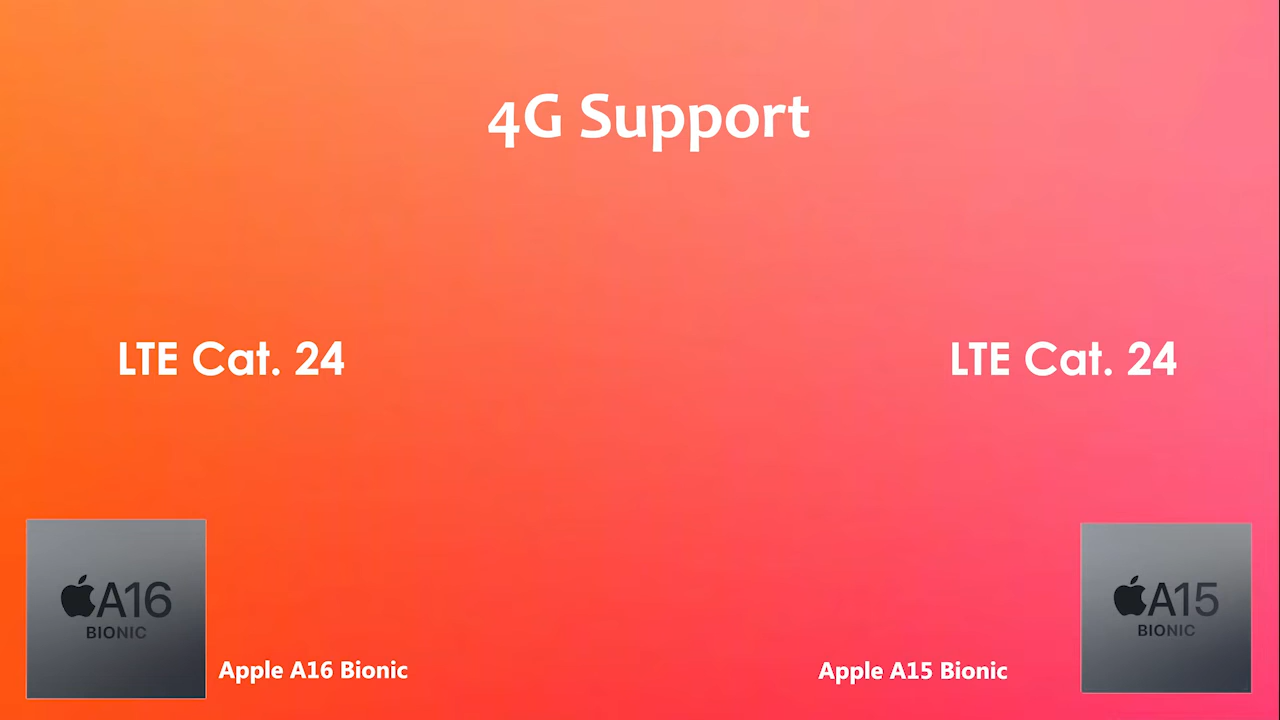 4G Support
LTE Cat. 24
LTE Cat. 24
A16
BIONIC
Apple A16 Bionic
Apple A15 Bionic
A15
BIONIC